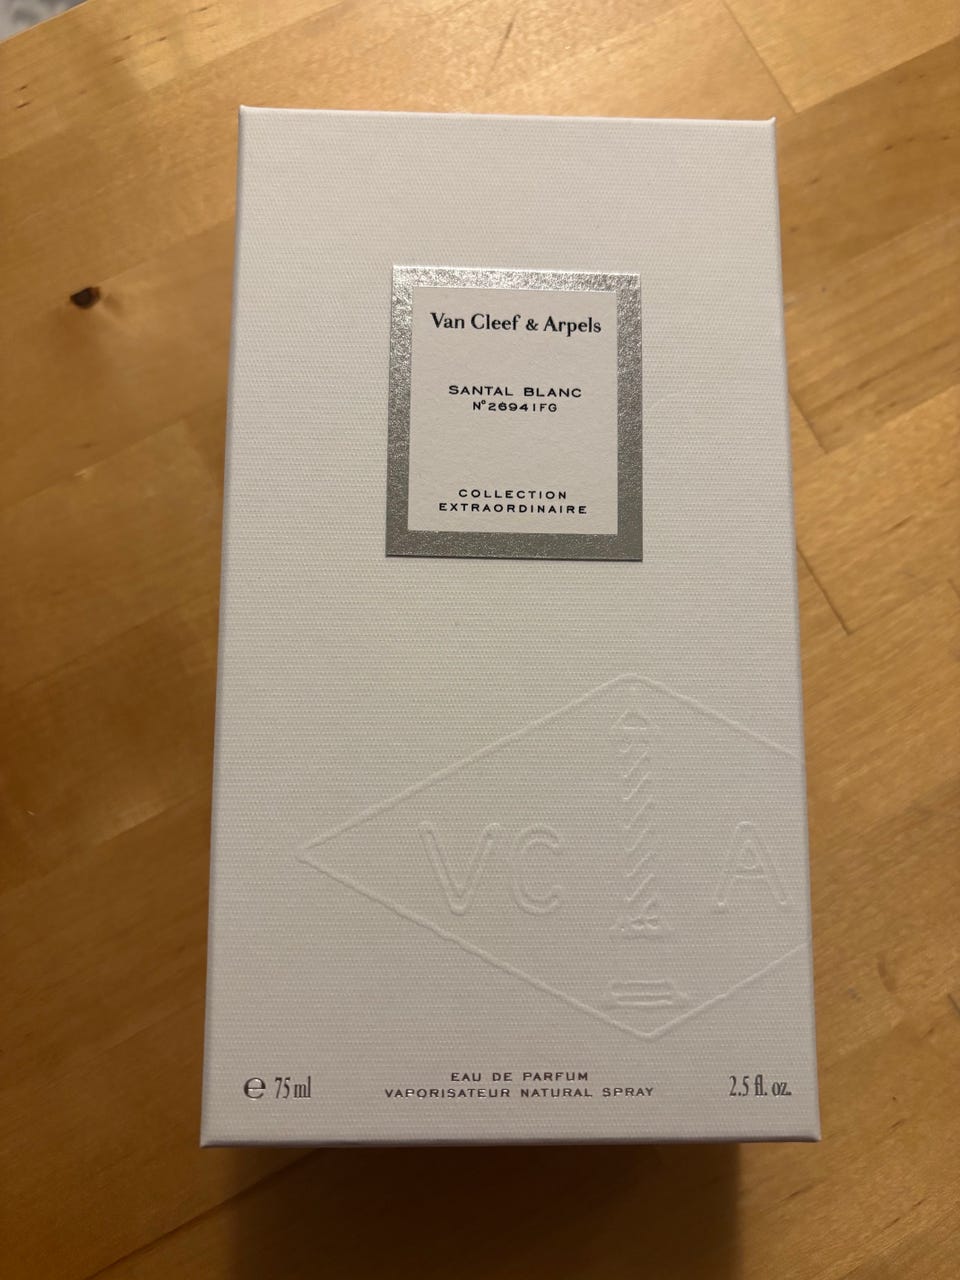 Van Cleef & Arpels
SANTAL BLANC
N°26941FG
COLLECTION
EXTRAORDINAIRE
VC A
e 75 ml
EAU DE PARFUM
VAPORISATEUR NATURAL SPRAY
2.5 fl. oz.